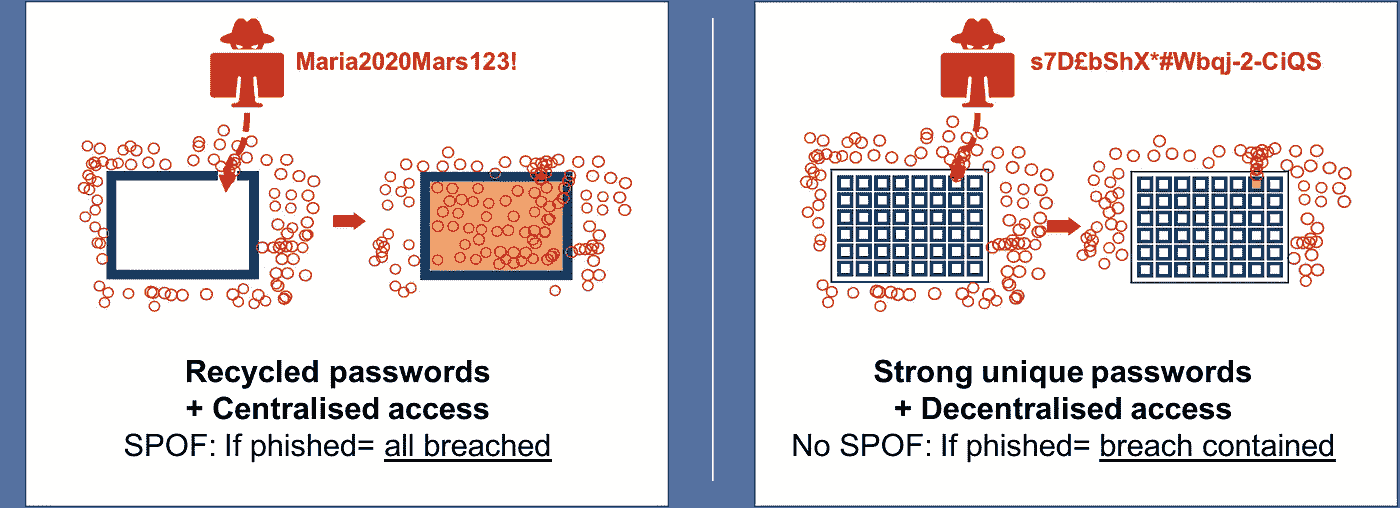 Maria2020Mars123!
Recycled passwords
+ Centralised access
SPOF: If phished= all breached
s7D£bShX*#Wbqj-2-CiQS
Strong unique passwords
+ Decentralised access
No SPOF: If phished= breach contained